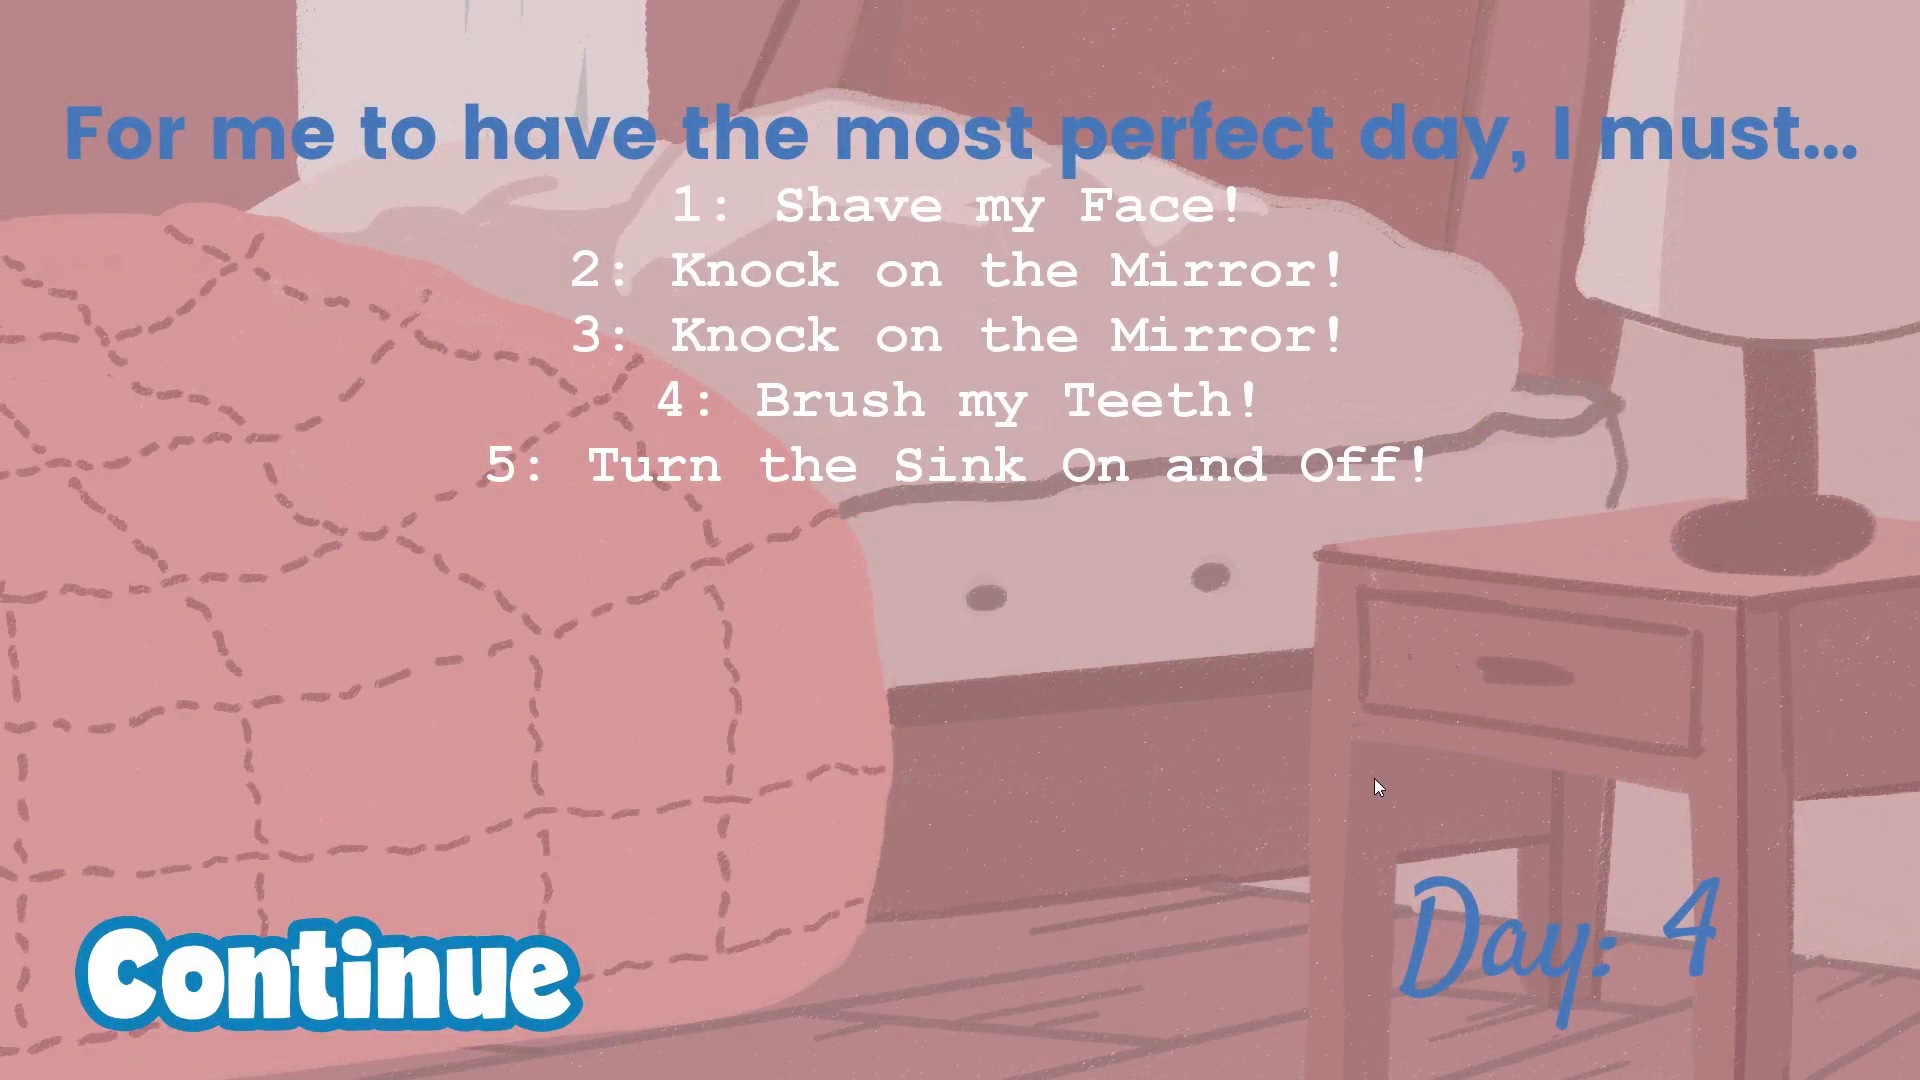 For me to have the most perfect day, I must...
1: Shave my Face!
2: Knock on the Mirror!
3: Knock on the Mirror!
4: Brush my Teeth!
5: Turn the Sink On and Off!
Continue
Day: 4